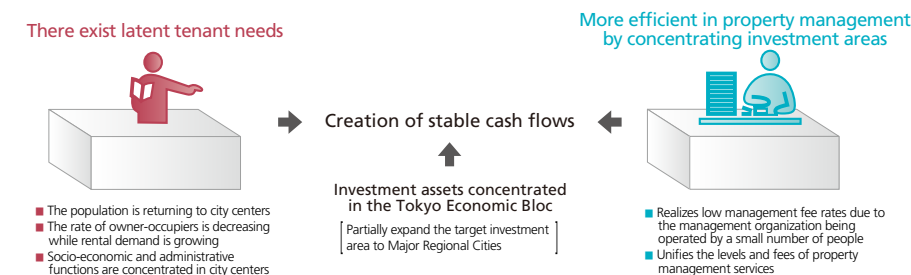 There exist latent tenant needs
■ The population is returning to city centers
■ The rate of owner-occupiers is decreasing
while rental demand is growing
■ Socio-economic and administrative
functions are concentrated in city centers
Creation of stable cash flows
Investment assets concentrated
in the Tokyo Economic Bloc
[Partially expand the target investment
area to Major Regional Cities]
More efficient in property management
by concentrating investment areas
■ Realizes low management fee rates due to
the management organization being
operated by a small number of people
■ Unifies the levels and fees of property
management services